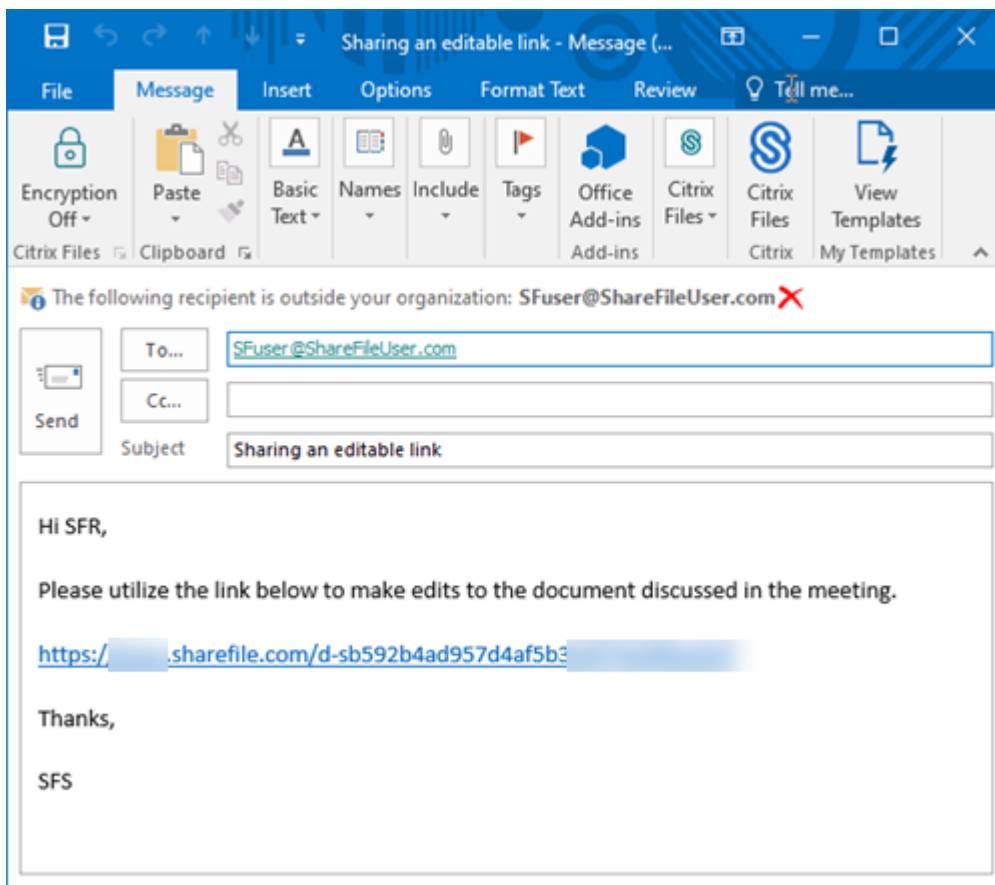 Sharing an editable link - Message (...
File Message Insert Options Format Text Review Tell me...
Encryption Off Paste Basic Text Names Include Tags Office Add-ins Citrix Files Citrix Files View Templates
Citrix Files Clipboard Add-ins Citrix My Templates
The following recipient is outside your organization: SFuser@ShareFileUser.com
To... SFuser@ShareFileUser.com
Cc...
Send
Subject Sharing an editable link
Hi SFR,
Please utilize the link below to make edits to the document discussed in the meeting.
https:/ .sharefile.com/d-sb592b4ad957d4af5b3
Thanks,
SFS